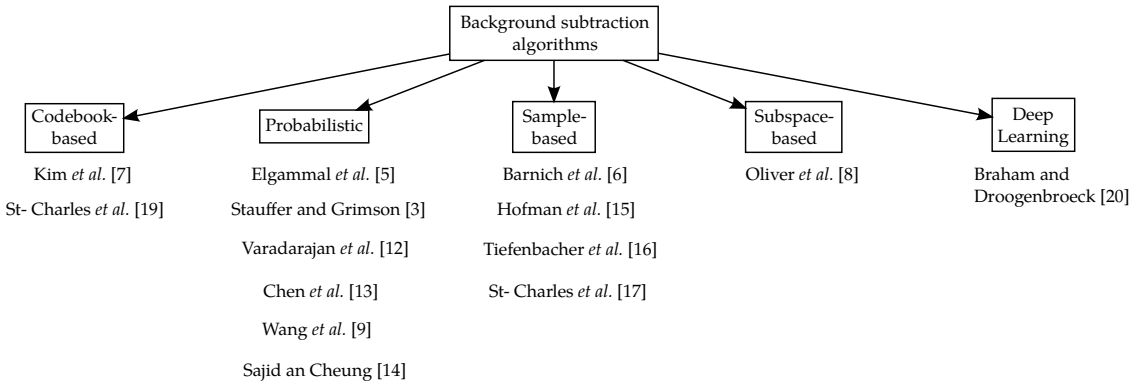 Background subtraction
algorithms
Codebook-
based
Kim et al. [7]
St- Charles et al. [19]
Probabilistic
Elgammal et al. [5]
Stauffer and Grimson [3]
Varadarajan et al. [12]
Chen et al. [13]
Wang et al. [9]
Sajid an Cheung [14]
Sample-
based
Barnich et al. [6]
Hofman et al. [15]
Tiefenbacher et al. [16]
St- Charles et al. [17]
Subspace-
based
Oliver et al. [8]
Deep
Learning
Braham and
Droogenbroeck [20]